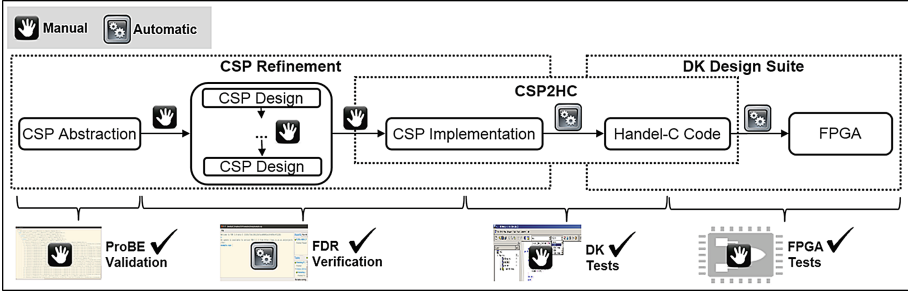 Manual
Automatic
CSP Refinement
DK Design Suite
CSP2HC
CSP Abstraction
CSP Design
...
CSP Design
CSP Implementation
Handel-C Code
FPGA
ProBE
Validation
FDR
Verification
DK
Tests
FPGA
Tests